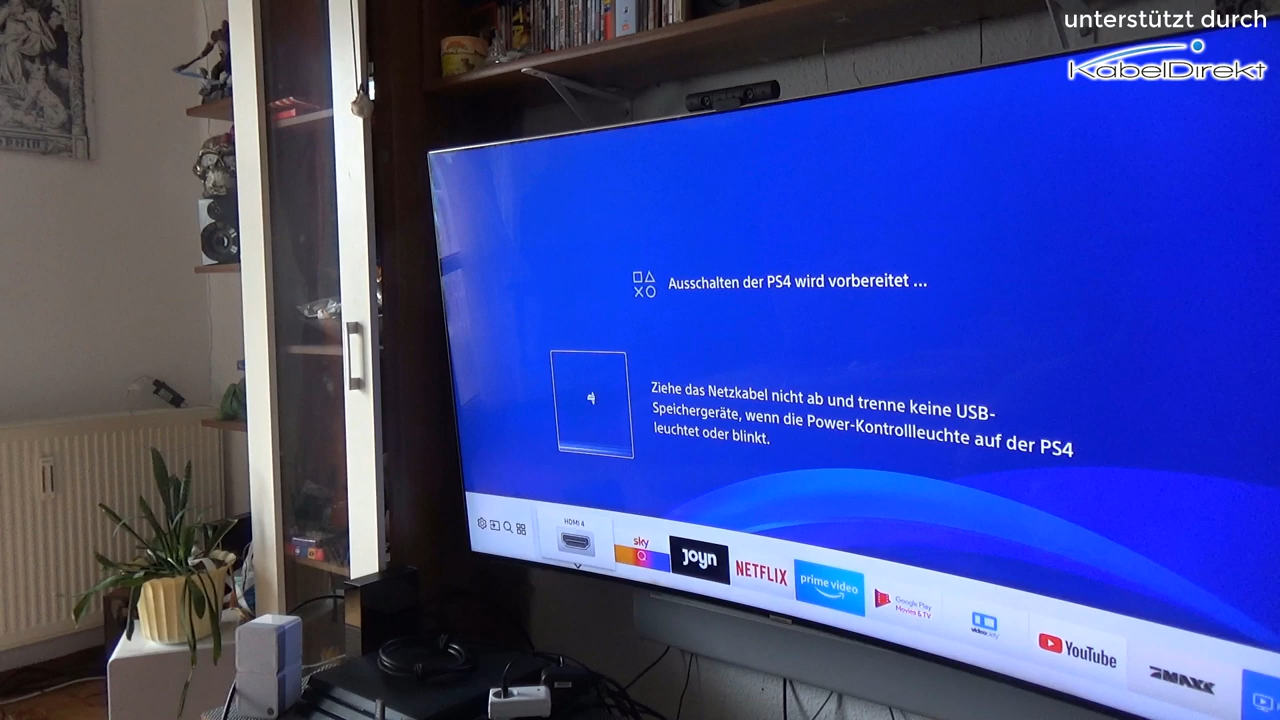 unterstützt durch
KabelDirekt
Ausschalten der PS4 wird vorbereitet ...
Ziehe das Netzkabel nicht ab und trenne keine USB-
Speichergeräte, wenn die Power-Kontrollleuchte auf der PS4
leuchtet oder blinkt.
HDMI 4
sky
Q
joyn
NETFLIX
prime video
Google Play
Movies & TV
YouTube
MAXX